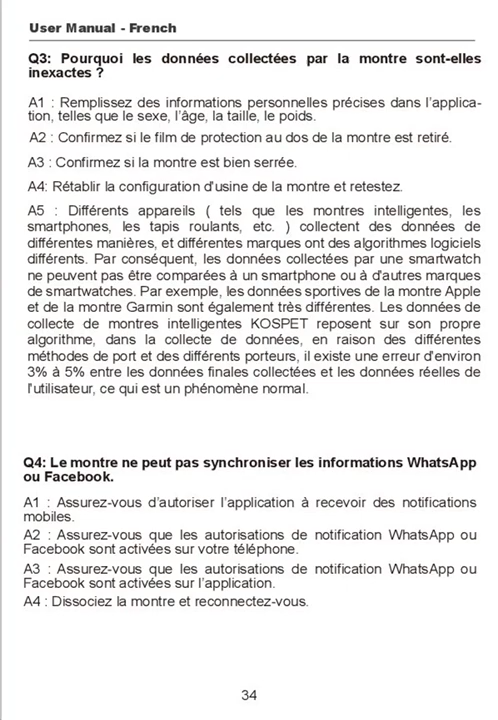 User Manual - French
Q3: Pourquoi les données collectées par la montre sont-elles
inexactes ?
A1 : Remplissez des informations personnelles précises dans l'applica-
tion, telles que le sexe, l'âge, la taille, le poids.
A2 : Confirmez si le film de protection au dos de la montre est retiré.
A3 : Confirmez si la montre est bien serrée.
A4: Rétablir la configuration d'usine de la montre et retestez.
A5 : Différents appareils ( tels que les montres intelligentes, les
smartphones, les tapis roulants, etc. ) collectent des données de
différentes manières, et différentes marques ont des algorithmes logiciels
différents. Par conséquent, les données collectées par une smartwatch
ne peuvent pas être comparées à un smartphone ou à d'autres marques
de smartwatches. Par exemple, les données sportives de la montre Apple
et de la montre Garmin sont également très différentes. Les données de
collecte de montres intelligentes KOSPET reposent sur son propre
algorithme, dans la collecte de données, en raison des différentes
méthodes de port et des différents porteurs, il existe une erreur d'environ
3% à 5% entre les données finales collectées et les données réelles de
l'utilisateur, ce qui est un phénomène normal.
Q4: Le montre ne peut pas synchroniser les informations WhatsApp
ou Facebook.
A1 : Assurez-vous d'autoriser l'application à recevoir des notifications
mobiles.
A2 : Assurez-vous que les autorisations de notification WhatsApp ou
Facebook sont activées sur votre téléphone.
A3 : Assurez-vous que les autorisations de notification WhatsApp ou
Facebook sont activées sur l'application.
A4 : Dissociez la montre et reconnectez-vous.
34